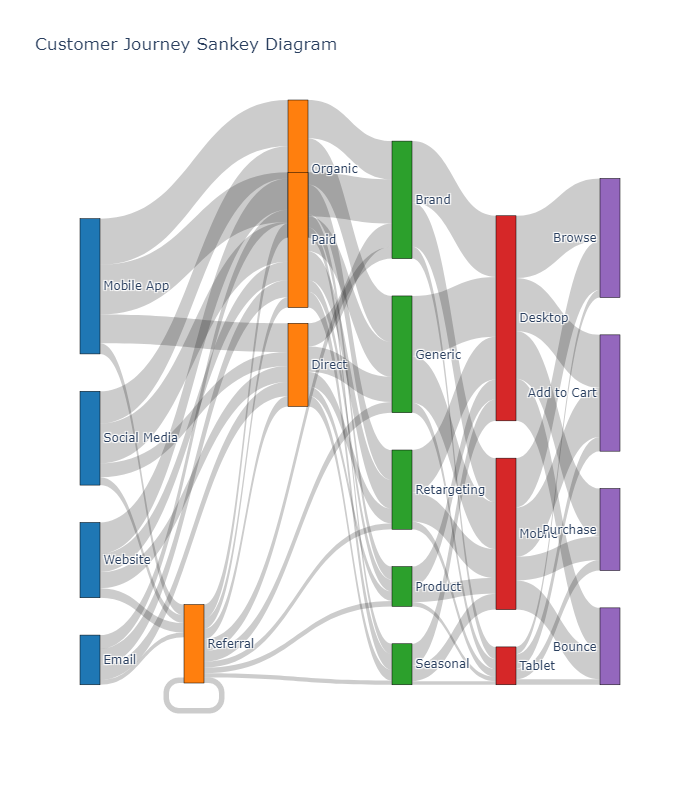 Customer Journey Sankey Diagram
Mobile App
Social Media
Website
Email
Organic
Paid
Direct
Referral
Brand
Generic
Retargeting
Product
Seasonal
Desktop
Mobile
Tablet
Browse
Add to Cart
Purchase
Bounce